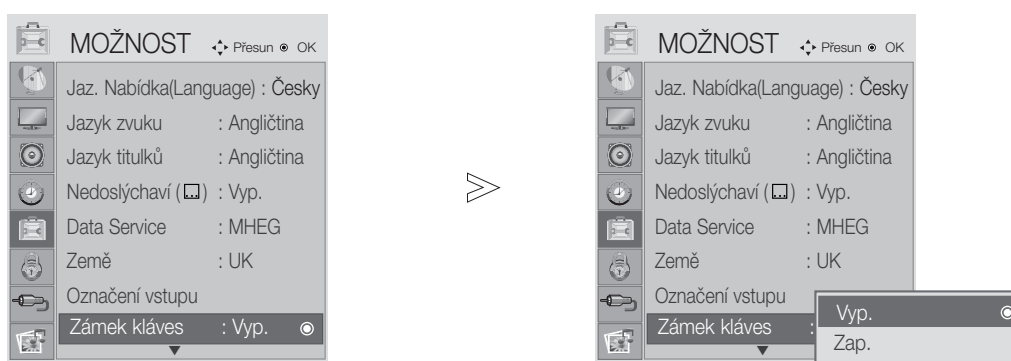 MOŽNOST Přesun OK
Jaz. Nabídka(Language) : Česky
Jazyk zvuku : Angličtina
Jazyk titulků : Angličtina
Nedoslýchaví ( ) : Vyp.
Data Service : MHEG
Země : UK
Označení vstupu
Zámek kláves : Vyp.
MOŽNOST Přesun OK
Jaz. Nabídka(Language) : Česky
Jazyk zvuku : Angličtina
Jazyk titulků : Angličtina
Nedoslýchaví ( ) : Vyp.
Data Service : MHEG
Země : UK
Označení vstupu
Zámek kláves :
Vyp.
Zap.